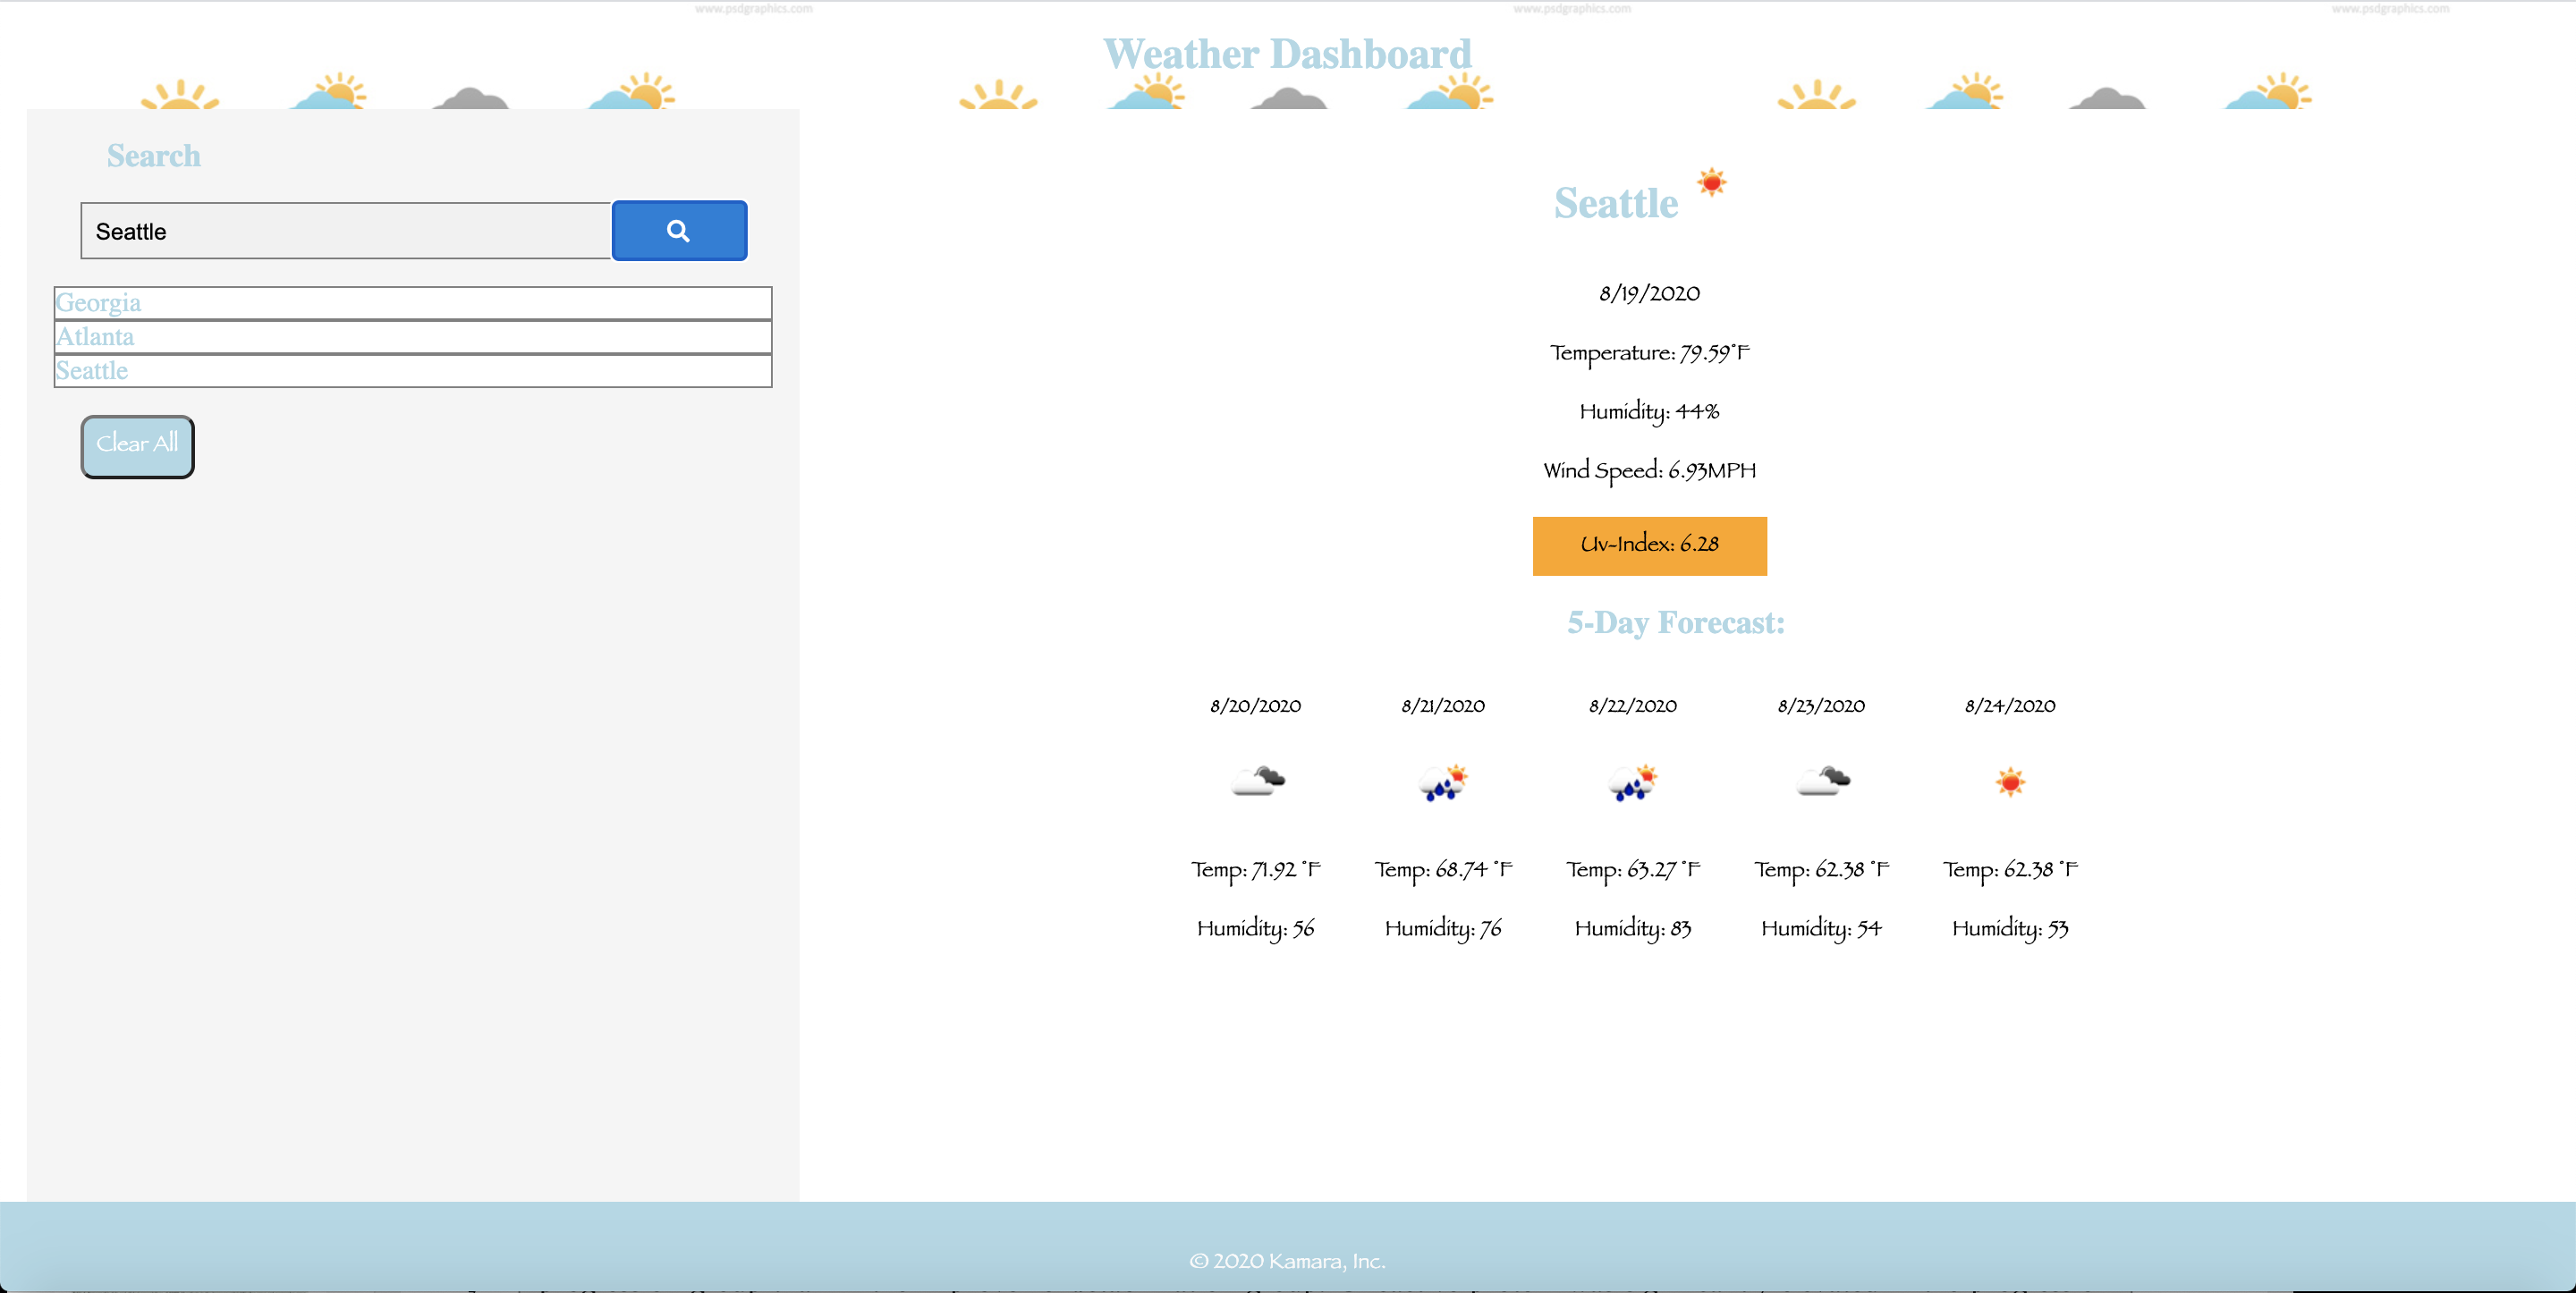 www.psdgraphics.com www.psdgraphics.com www.psdgraphics.com
Weather Dashboard
Search
Seattle
Georgia
Atlanta
Seattle
Clear All
Seattle
8/19/2020
Temperature: 79.59°F
Humidity: 44%
Wind Speed: 6.93MPH
Uv-Index: 6.28
5-Day Forecast:
8/20/2020 8/21/2020 8/22/2020 8/23/2020 8/24/2020
Temp: 71.92 °F Temp: 68.74 °F Temp: 63.27 °F Temp: 62.38 °F Temp: 62.38 °F
Humidity: 56 Humidity: 76 Humidity: 83 Humidity: 54 Humidity: 53
© 2020 Kamara, Inc.